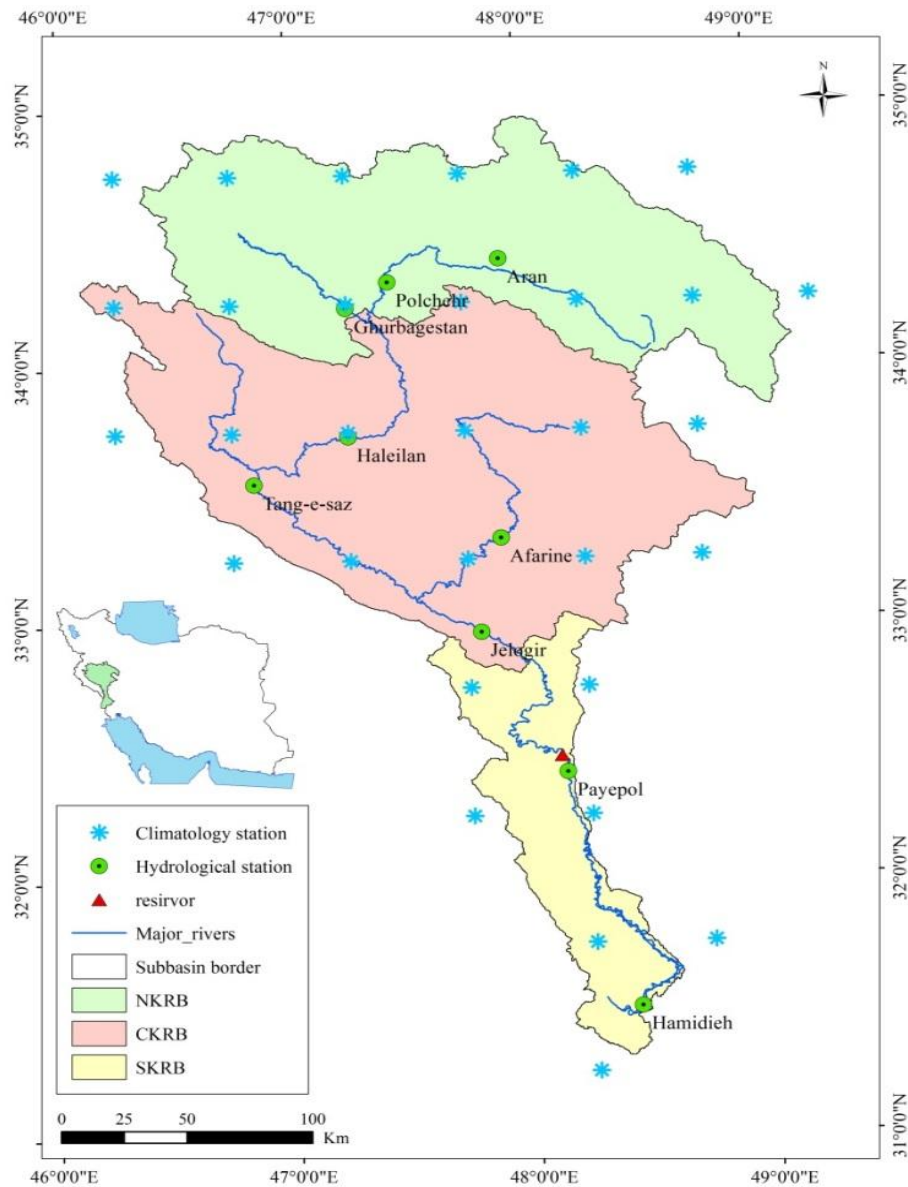 46°0'0"E 47°0'0"E 48°0'0"E 49°0'0"E
N
35°0'0"N 35°0'0"N
Aran
Polchehr
Ghurbagestan
34°0'0"N 34°0'0"N
Haleilan
Tang-e-saz
Afarine
33°0'0"N 33°0'0"N
Jelogir
Payepol
Climatology station
Hydrological station
resirvor
Major_rivers
Subbasin border
NKRB
CKRB
SKRB
32°0'0"N 32°0'0"N
Hamidieh
0 25 50 100
Km
31°0'0"N
46°0'0"E 47°0'0"E 48°0'0"E 49°0'0"E